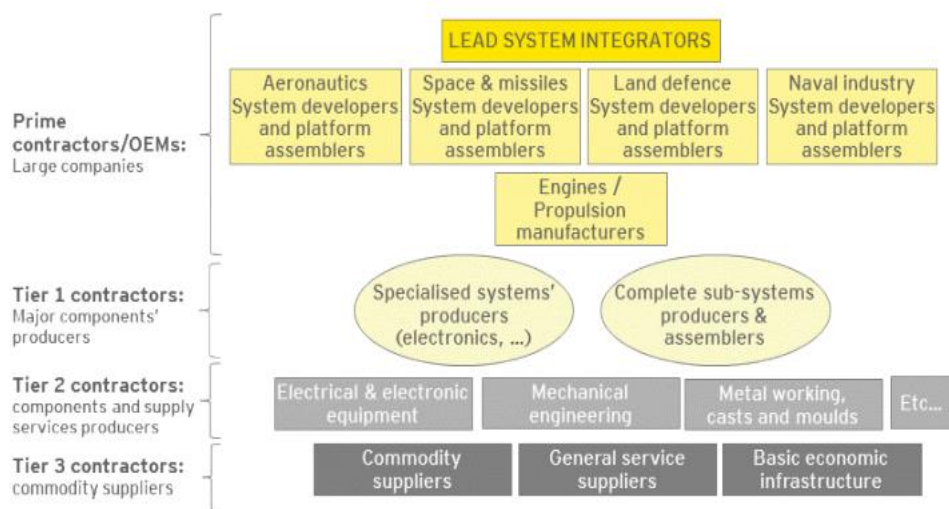 LEAD SYSTEM INTEGRATORS
Prime
contractors/OEMs:
Large companies
Aeronautics
System developers
and platform
assemblers
Space & missiles
System developers
and platform
assemblers
Land defence
System developers
and platform
assemblers
Naval industry
System developers
and platform
assemblers
Engines /
Propulsion
manufacturers
Tier 1 contractors:
Major components'
producers
Specialised systems'
producers
(electronics, ...)
Complete sub-systems
producers &
assemblers
Tier 2 contractors:
components and supply
services producers
Electrical & electronic
equipment
Mechanical
engineering
Metal working,
casts and moulds
Etc...
Tier 3 contractors:
commodity suppliers
Commodity
suppliers
General service
suppliers
Basic economic
infrastructure